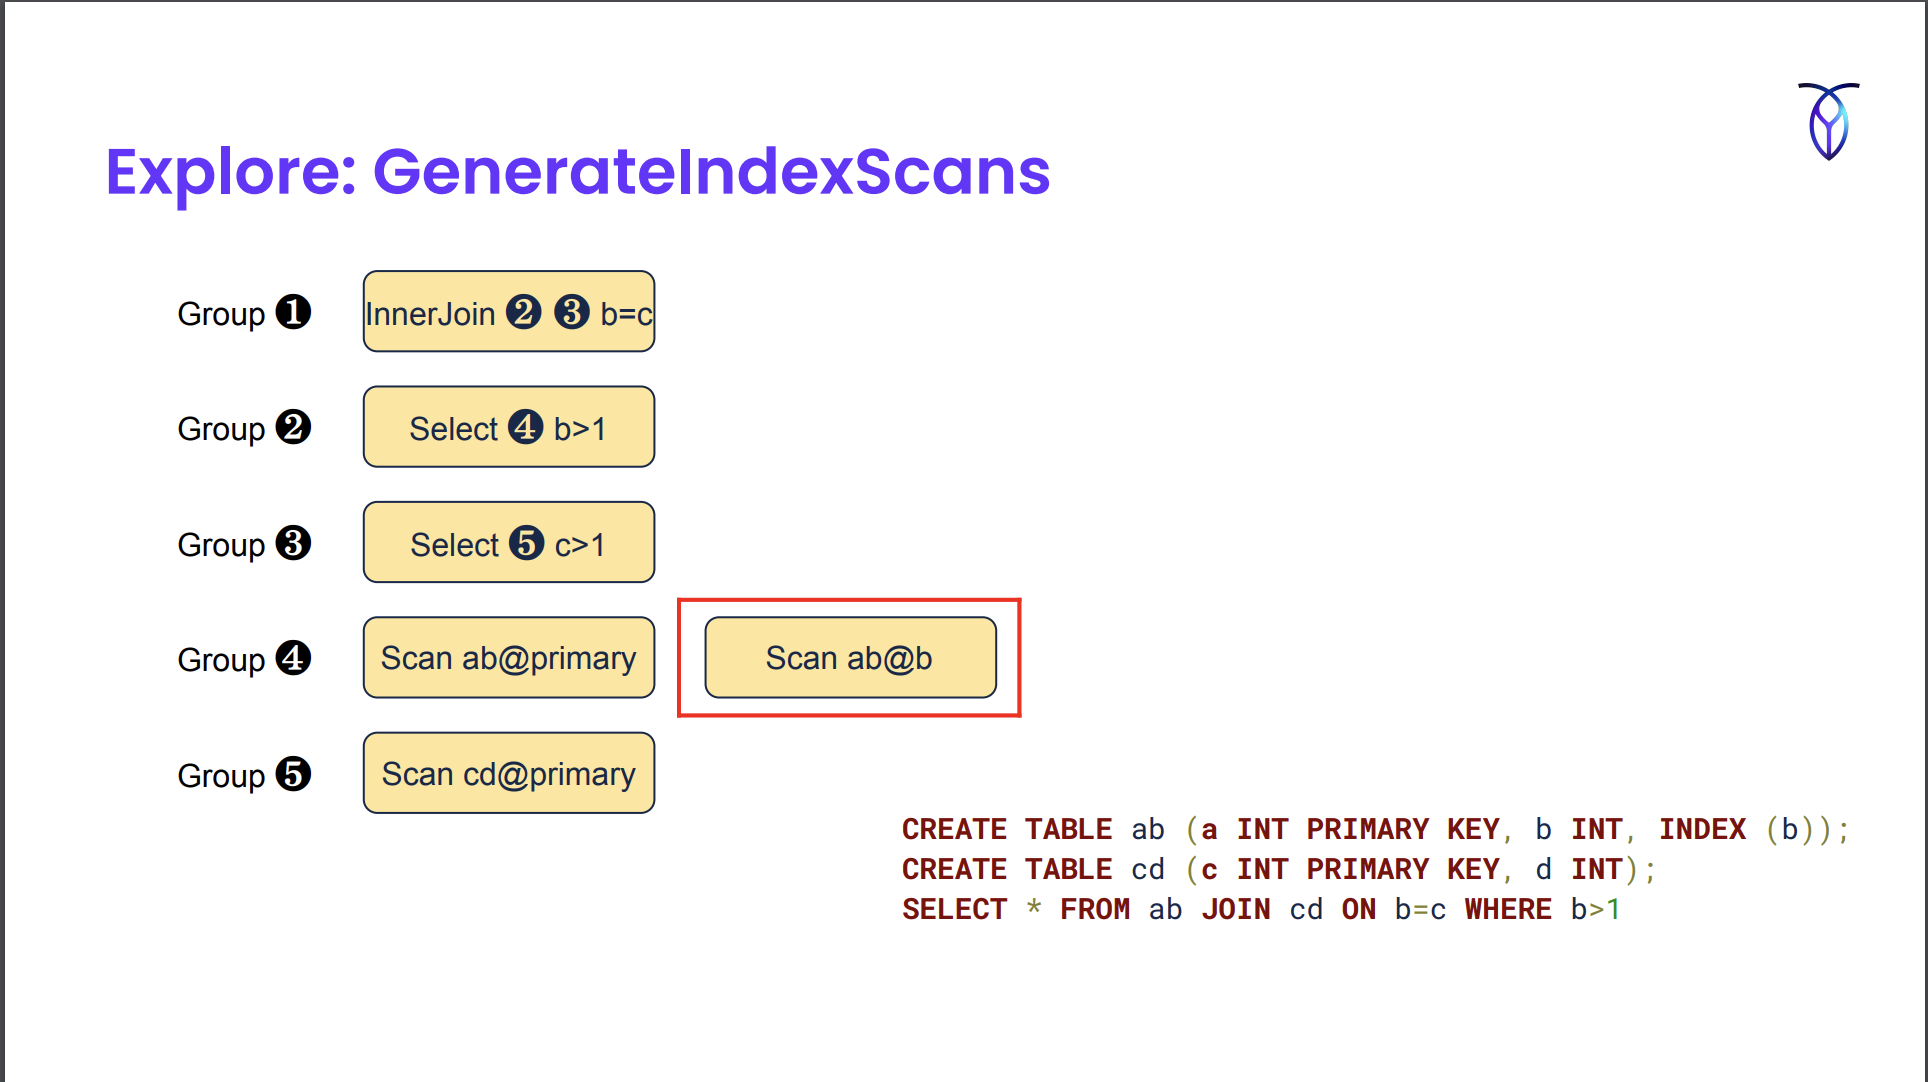 Explore: GenerateIndexScans
Group ❶ InnerJoin ❷ ❸ b=c
Group ❷ Select ❹ b>1
Group ❸ Select ❺ c>1
Group ❹ Scan ab@primary Scan ab@b
Group ❺ Scan cd@primary
CREATE TABLE ab (a INT PRIMARY KEY, b INT, INDEX (b));
CREATE TABLE cd (c INT PRIMARY KEY, d INT);
SELECT * FROM ab JOIN cd ON b=c WHERE b>1